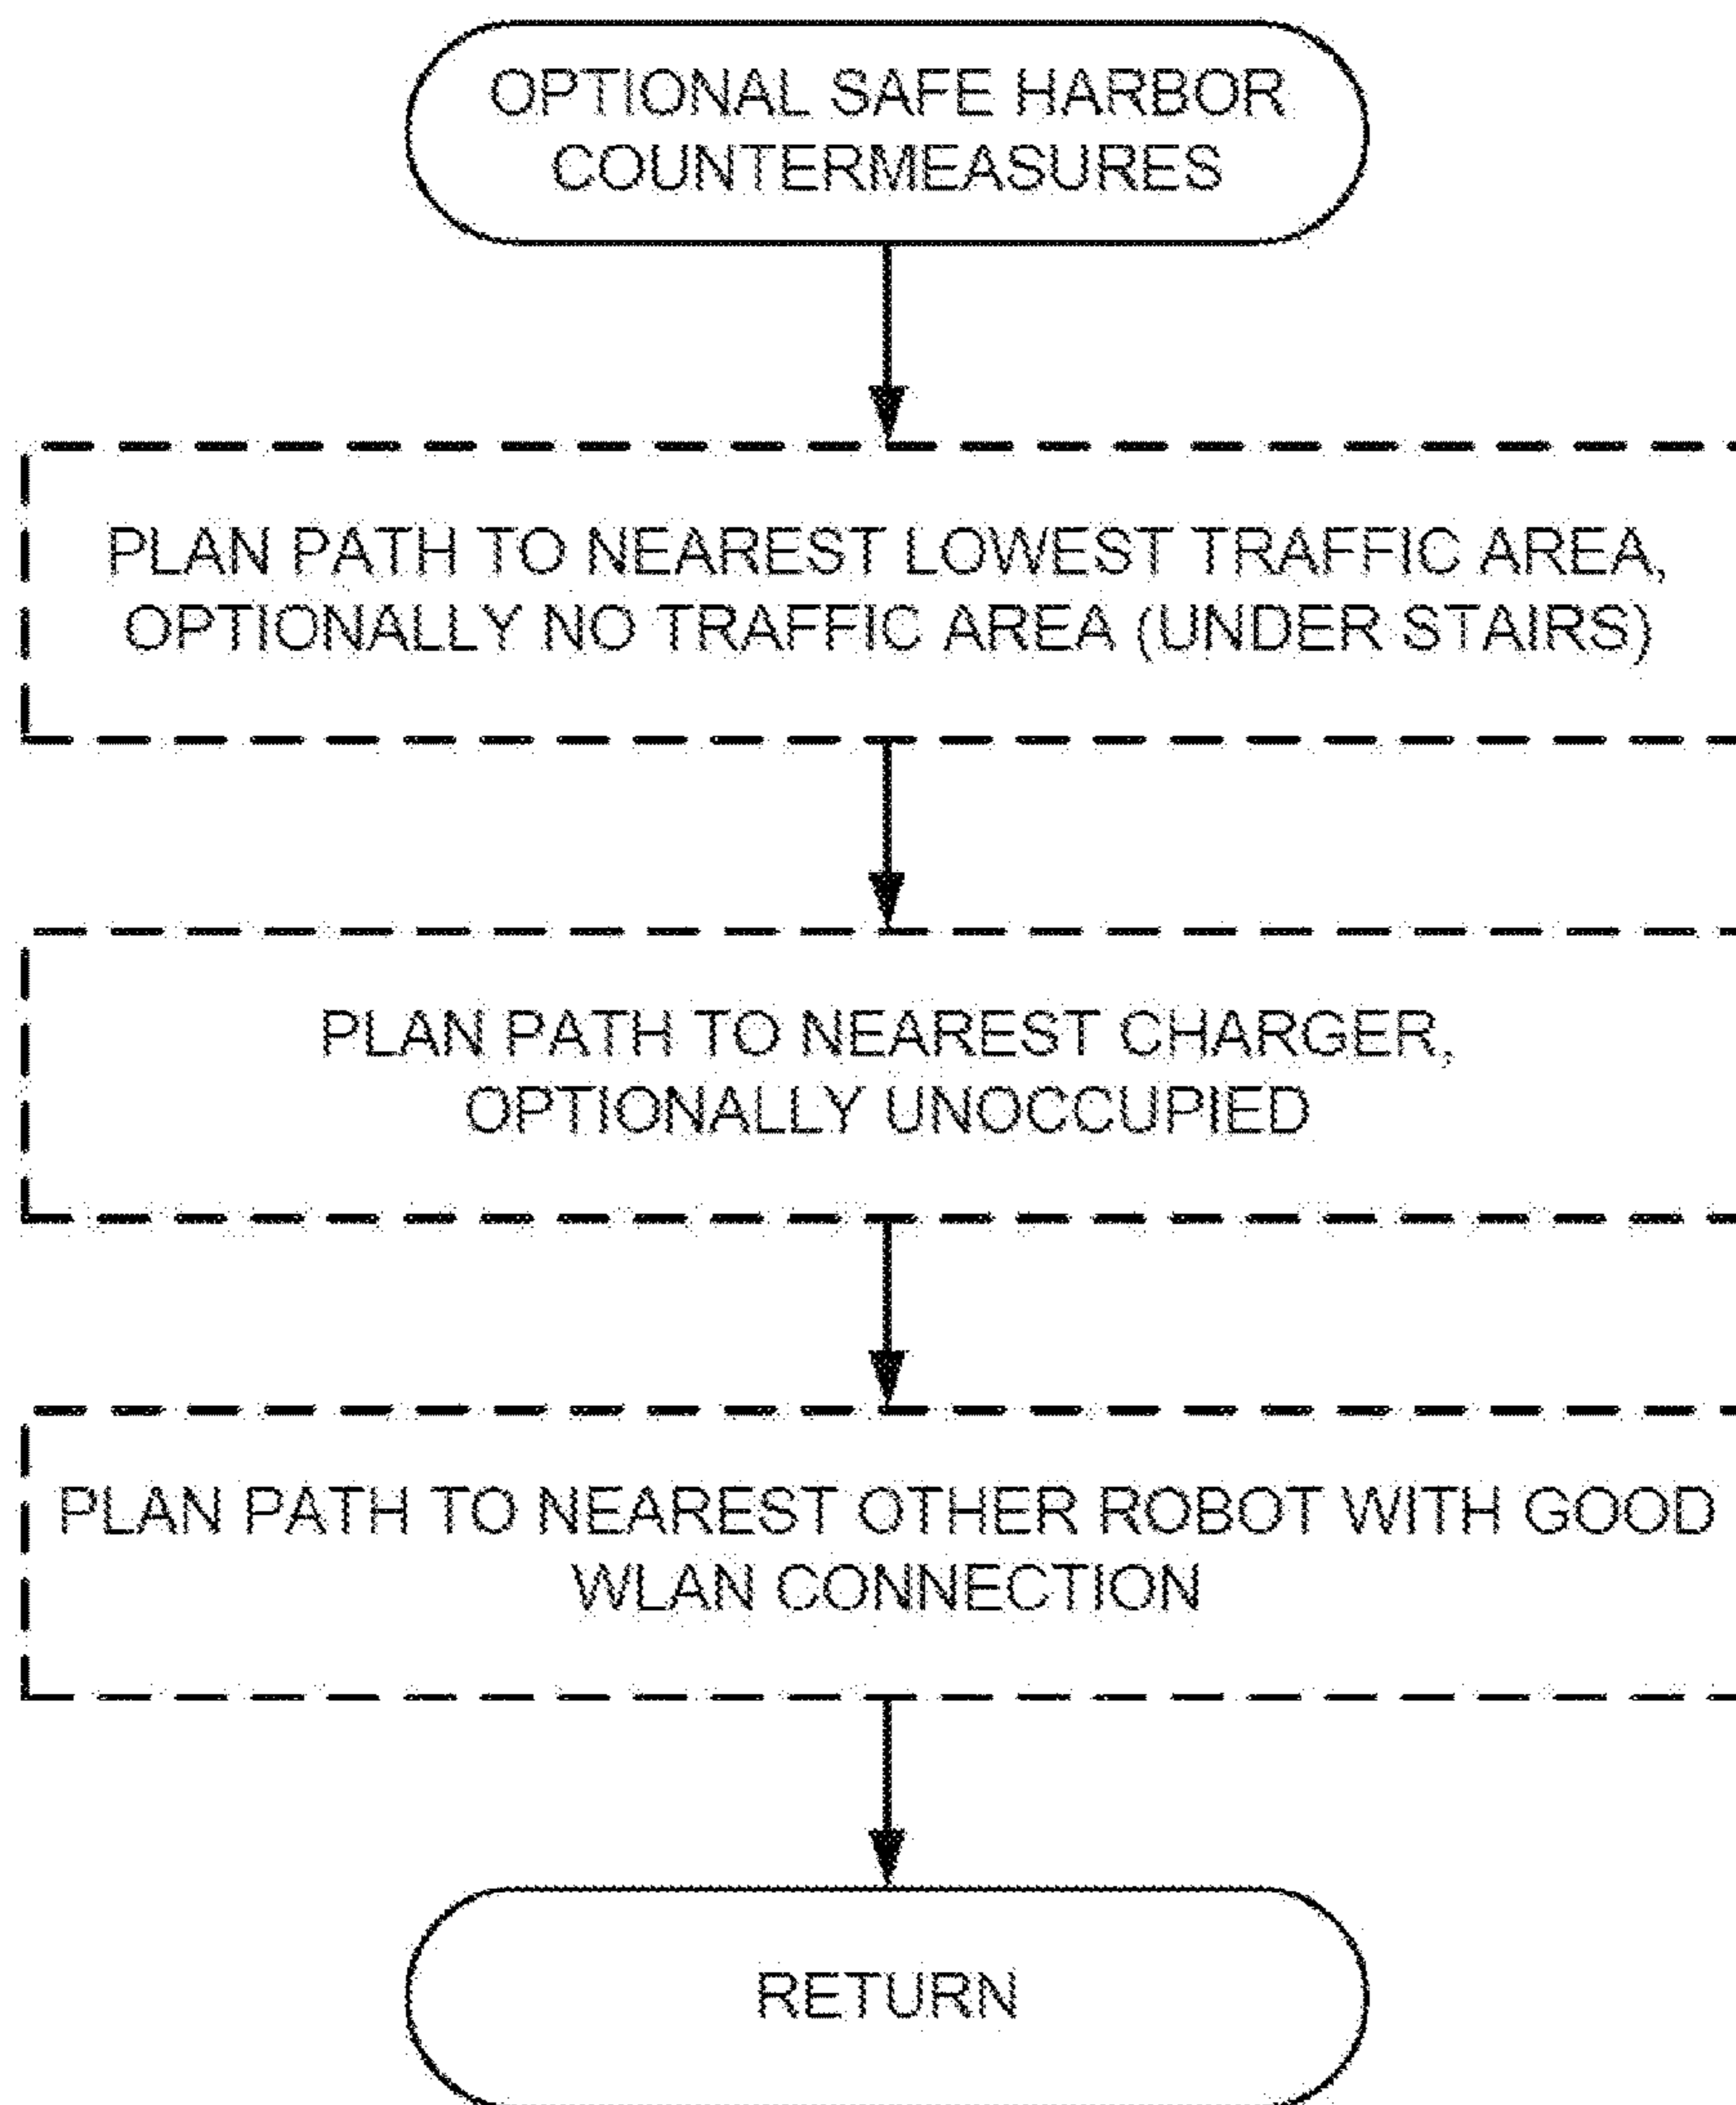 OPTIONAL SAFE HARBOR
COUNTERMEASURES
PLAN PATH TO NEAREST LOWEST TRAFFIC AREA,
OPTIONALLY NO TRAFFIC AREA (UNDER STAIRS)
PLAN PATH TO NEAREST CHARGER,
OPTIONALLY UNOCCUPIED
PLAN PATH TO NEAREST OTHER ROBOT WITH GOOD
WLAN CONNECTION
RETURN